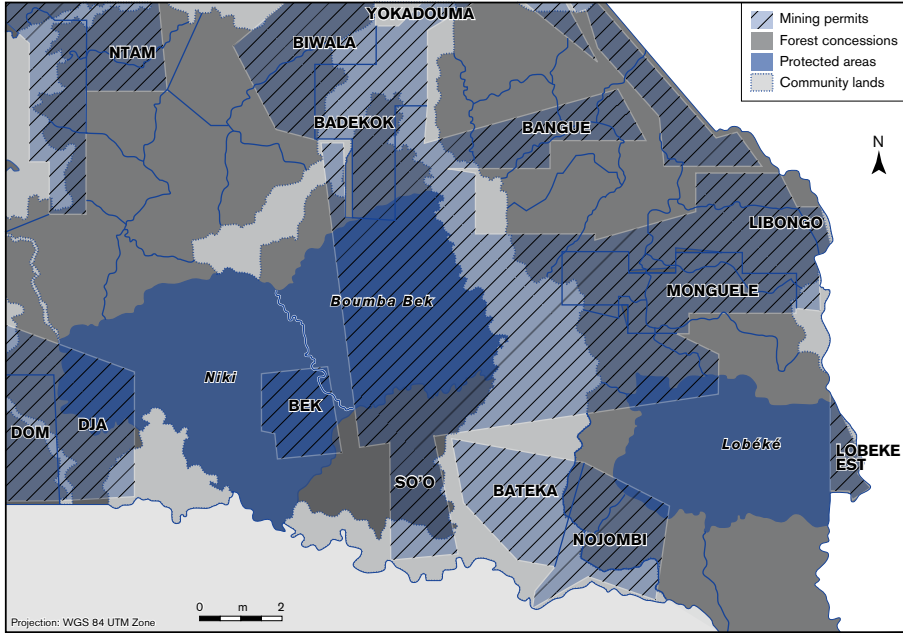 YOKADOUMA
NTAM
BIWALA
BADEKOK
BANGUE
Mining permits
Forest concessions
Protected areas
Community lands
N
LIBONGO
MONGUELE
Boumba Bek
Niki
BEK
DOM
DJA
SO'O
BATEKA
NOJOMBI
Lobéké
LOBEKE
EST
0 m 2
Projection: WGS 84 UTM Zone